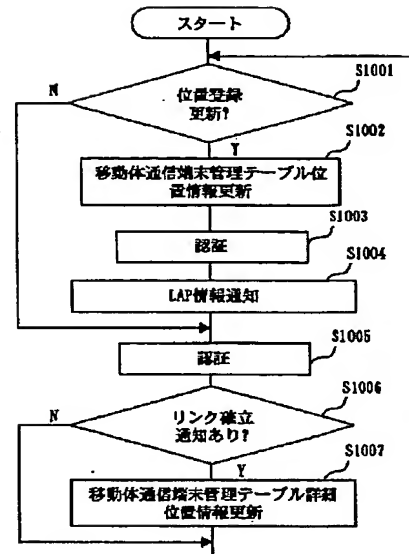 スタート
S1001
N
位置登録
更新?
Y
S1002
移動体通信端末管理テーブル位
置情報更新
S1003
認証
S1004
LAP情報通知
S1005
認証
S1006
N
リンク確立
通知あり?
Y
S1007
移動体通信端末管理テーブル詳細
位置情報更新